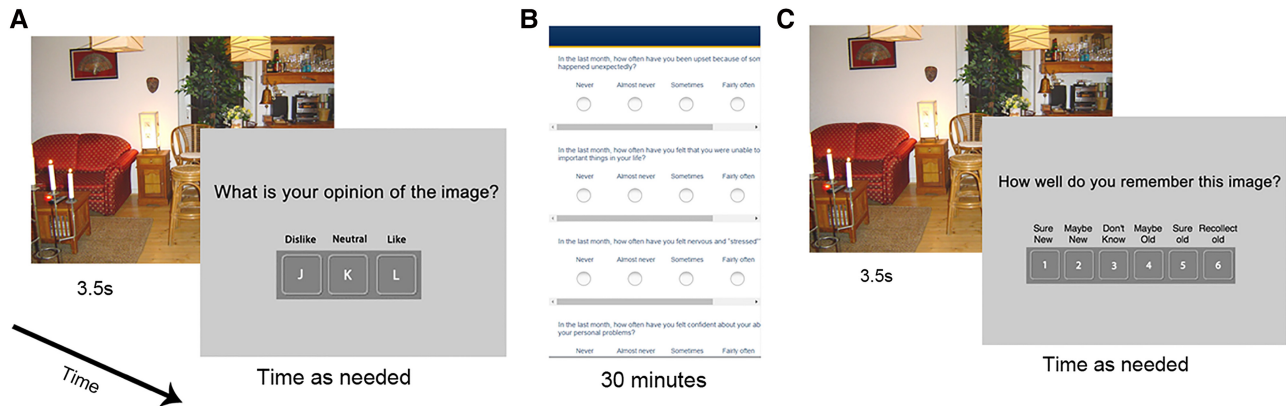 A
What is your opinion of the image?
Dislike Neutral Like
J K L
3.5s
Time
Time as needed
B
In the last month, how often have you been upset because of
happened unexpectedly?
Never Almost never Sometimes Fairly often
In the last month, how often have you felt that you were unable to
important things in your life?
Never Almost never Sometimes Fairly often
In the last month, how often have you felt nervous and "stressed"
Never Almost never Sometimes Fairly often
In the last month, how often have you felt confident about your
your personal problems?
Never Almost never Sometimes Fairly often
30 minutes
C
How well do you remember this image?
Sure Maybe Don't Maybe Sure Recollect
New New Know Old old old
1 2 3 4 5 6
3.5s
Time as needed